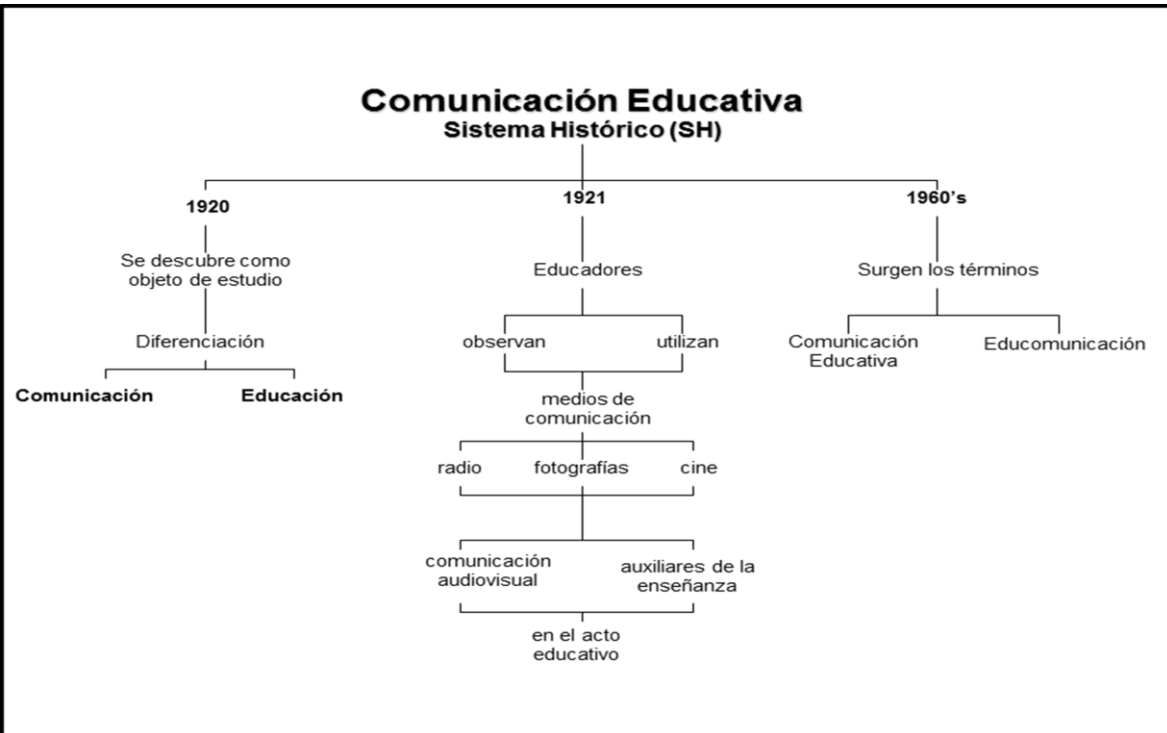 Comunicación Educativa
Sistema Histórico (SH)
1920
Se descubre como
objeto de estudio
Diferenciación
Comunicación
Educación
1921
Educadores
observan
utilizan
medios de
comunicación
radio
fotografías
cine
comunicación
audiovisual
auxiliares de la
enseñanza
en el acto
educativo
1960's
Surgen los términos
Comunicación
Educativa
Educomunicación